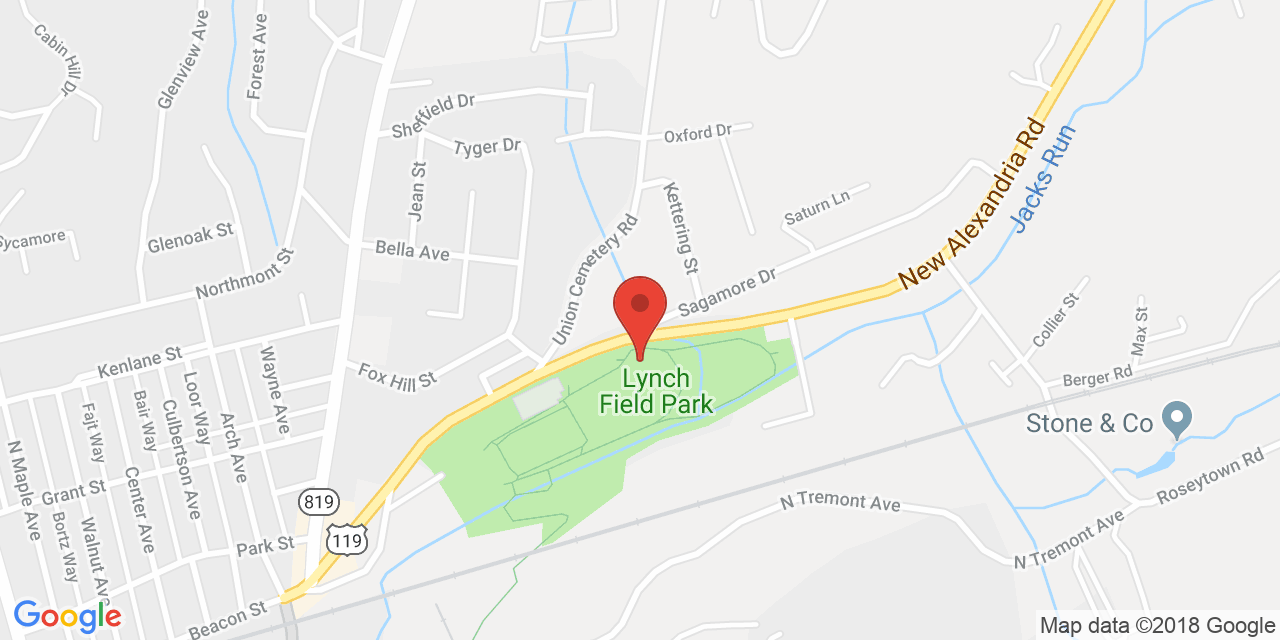 Cabin Hill Dr
Glenview Ave
Forest Ave
Sheffield Dr
Tyger Dr
Oxford Dr
Jean St
Kettering St
Saturn Ln
New Alexandria Rd
Jacks Run
Sycamore
Glenoak St
Northmont St
Bella Ave
Union Cemetery Rd
Sagamore Dr
Collier St
Max St
Kenlane St
Wayne Ave
Fox Hill St
Lynch
Field Park
Berger Rd
Stone & Co
Fajt Way
Bair Way
Loor Way
Culbertson Ave
Arch Ave
N Maple Ave
Grant St
Center Ave
Bortz Way
Walnut Ave
819
119
Park St
N Tremont Ave
Roseytown Rd
N Tremont Ave
Beacon St
Google
Map data ©2018 Google